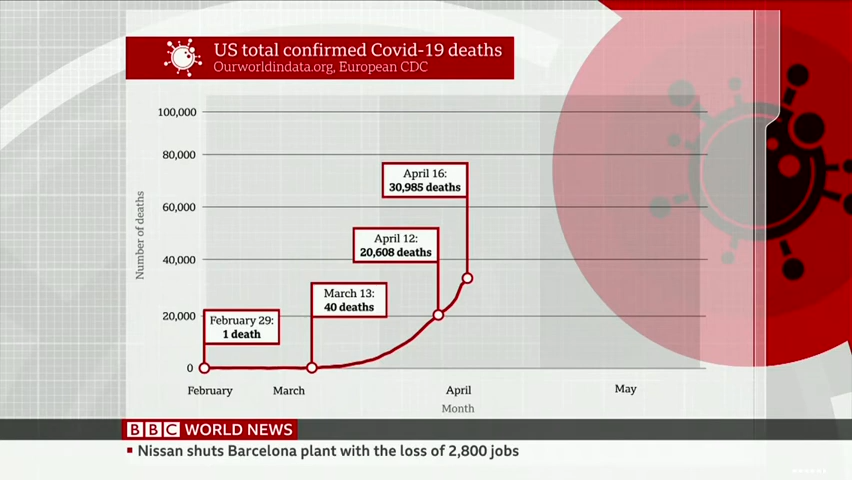 US total confirmed Covid-19 deaths
Ourworldindata.org, European CDC
100,000
80,000
60,000
40,000
20,000
0
Number of deaths
April 16:
30,985 deaths
April 12:
20,608 deaths
March 13:
40 deaths
February 29:
1 death
February
March
April
May
Month
BBC WORLD NEWS
Nissan shuts Barcelona plant with the loss of 2,800 jobs